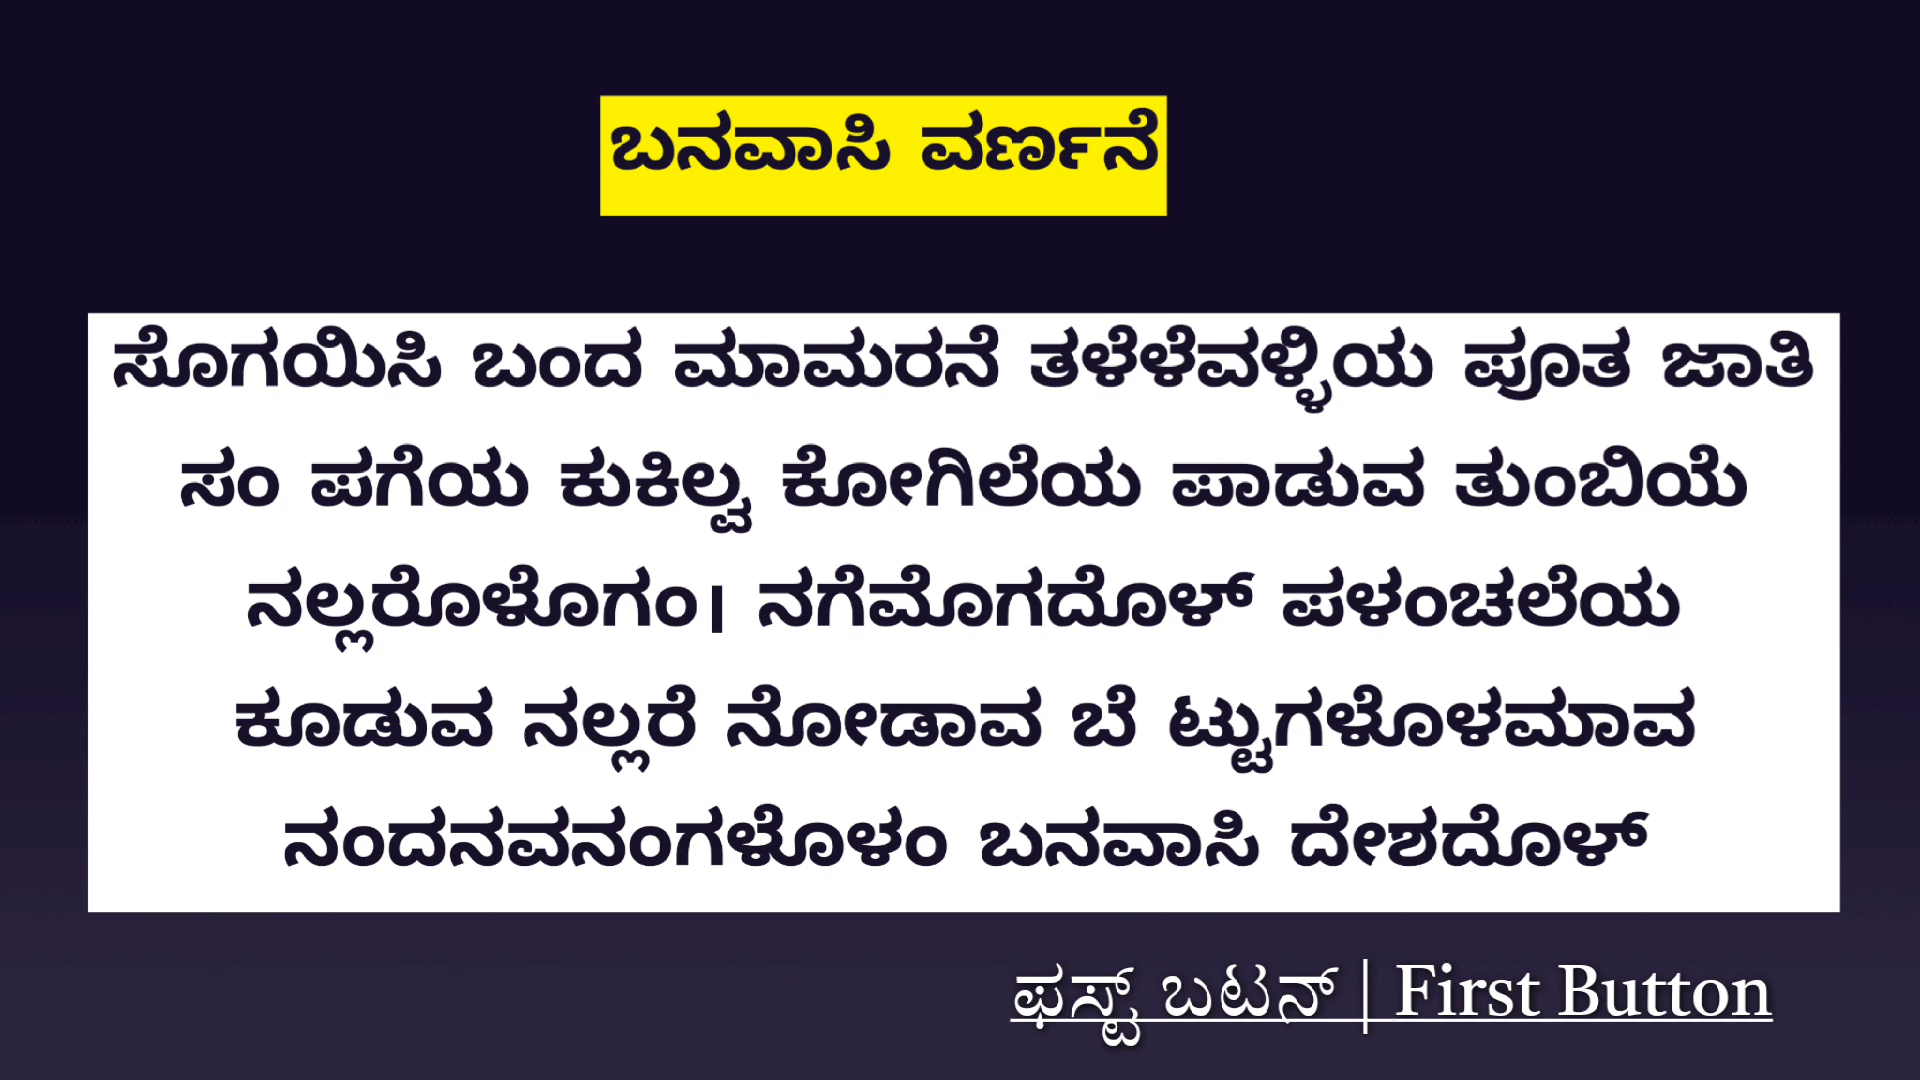 ಬನವಾಸಿ ವರ್ಣನೆ
ಸೊಗಯಿಸಿ ಬಂದ ಮಾಮರನೆ ತಳೆಳೆವಳ್ಳಿಯ ಪೂತ ಜಾತಿ
ಸಂ ಪಗೆಯ ಕುಕಿಲ್ವ ಕೋಗಿಲೆಯ ಪಾಡುವ ತುಂಬಿಯೆ
ನಲ್ಲರೊಳೊಗಂ। ನಗೆಮೊಗದೊಳ್ ಪಳಂಚಲೆಯ
ಕೂಡುವ ನಲ್ಲರೆ ನೋಡಾವ ಬೆ ಟ್ಟುಗಳೊಳಮಾವ
ನಂದನವನಂಗಳೊಳಂ ಬನವಾಸಿ ದೇಶದೊಳ್
ಫಸ್ಟ್ ಬಟನ್ | First Button